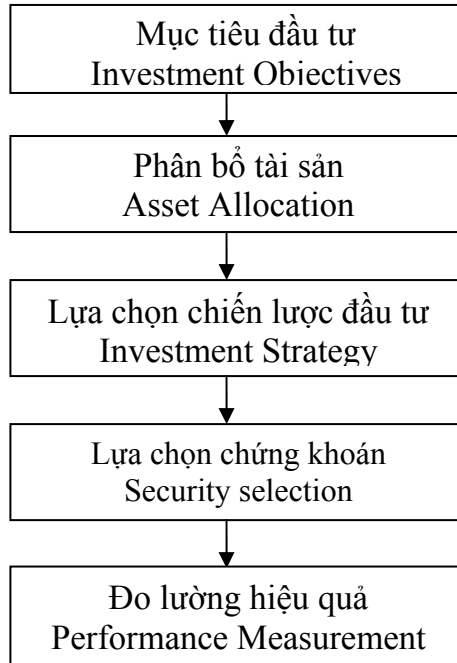 Mục tiêu đầu tư
Investment Objectives
Phân bổ tài sản
Asset Allocation
Lựa chọn chiến lược đầu tư
Investment Strategy
Lựa chọn chứng khoán
Security selection
Đo lường hiệu quả
Performance Measurement